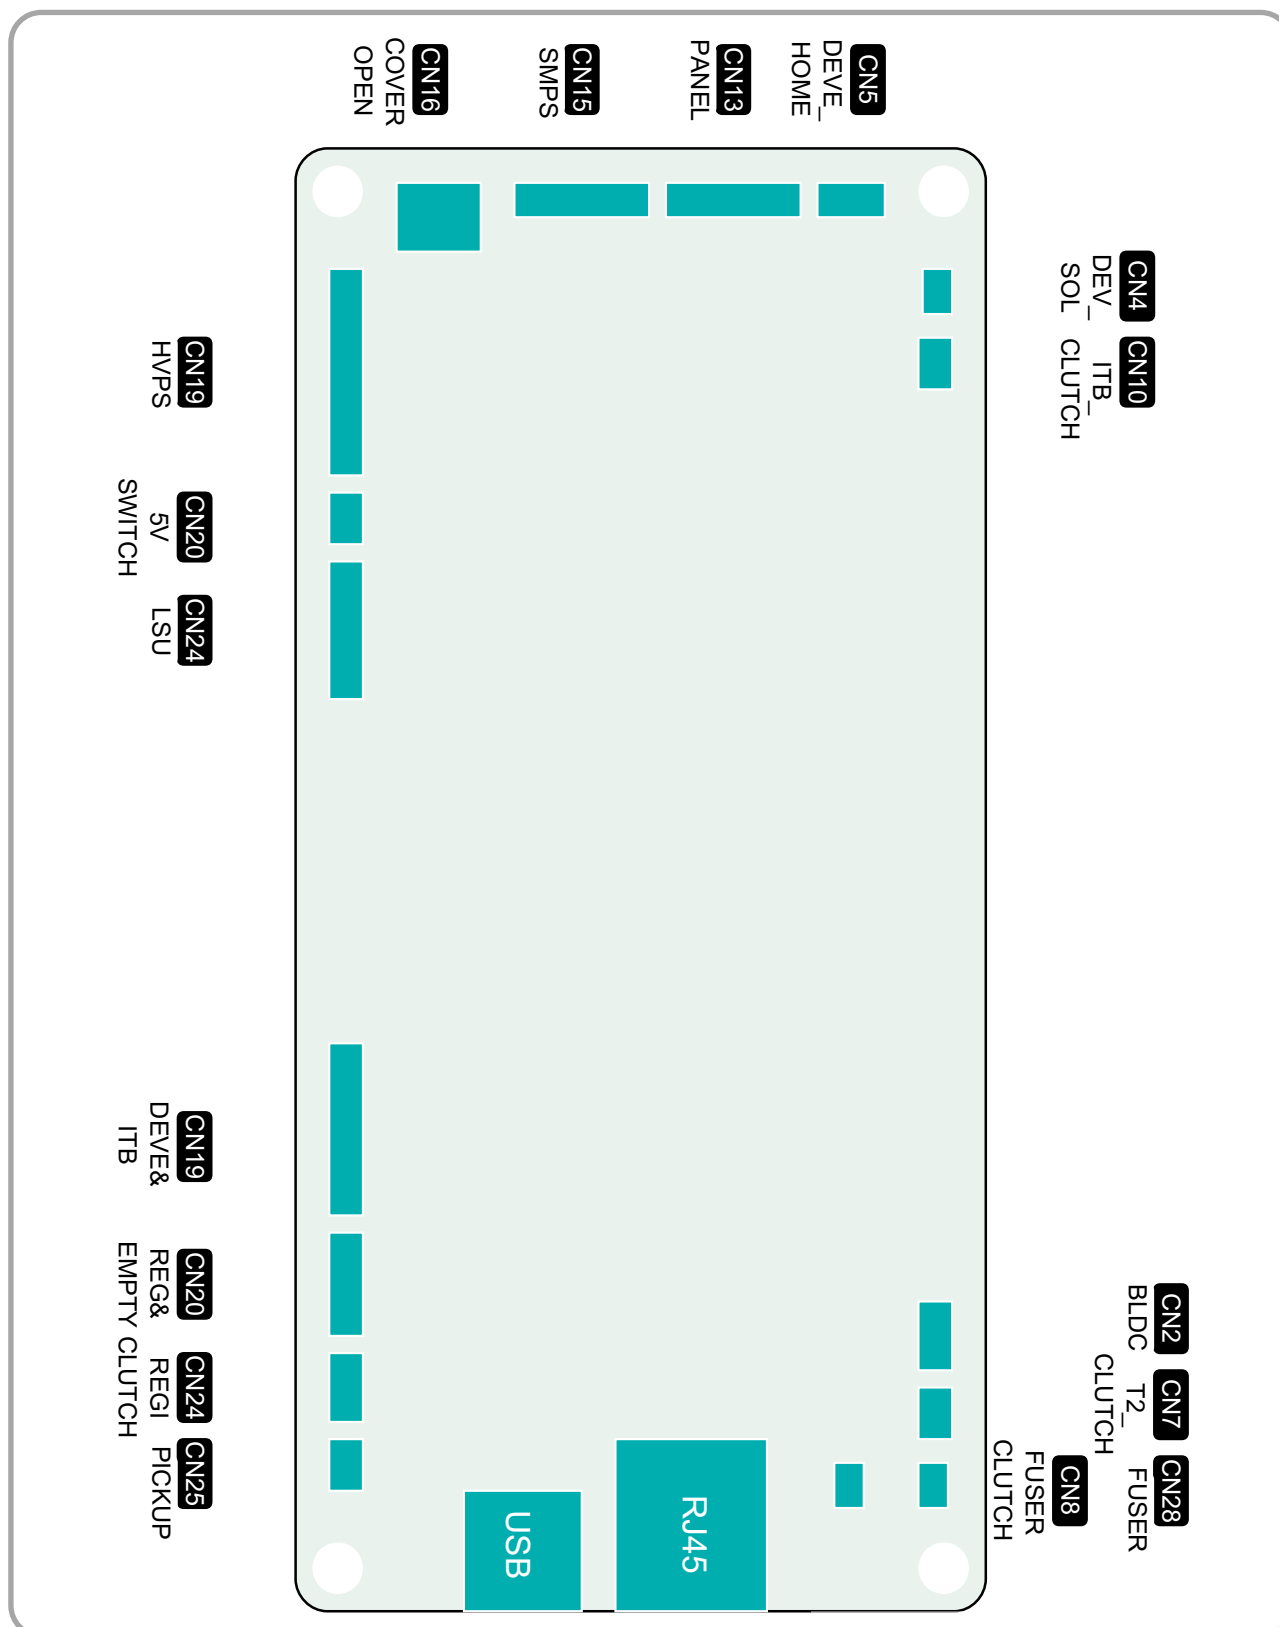 CN4
DEV_
SOL
CN10
ITB_
CLUTCH
CN2
BLDC
CN7
T2_
CLUTCH
CN28
FUSER
CN8
FUSER
CLUTCH
CN5
DEVE_
HOME
CN13
PANEL
CN15
SMPS
CN16
COVER
OPEN
RJ45
USB
CN19
HVPS
CN20
5V
SWITCH
CN24
LSU
CN19
DEVE&
ITB
CN20
REG&
EMPTY
CN24
REGI
CLUTCH
CN25
PICKUP